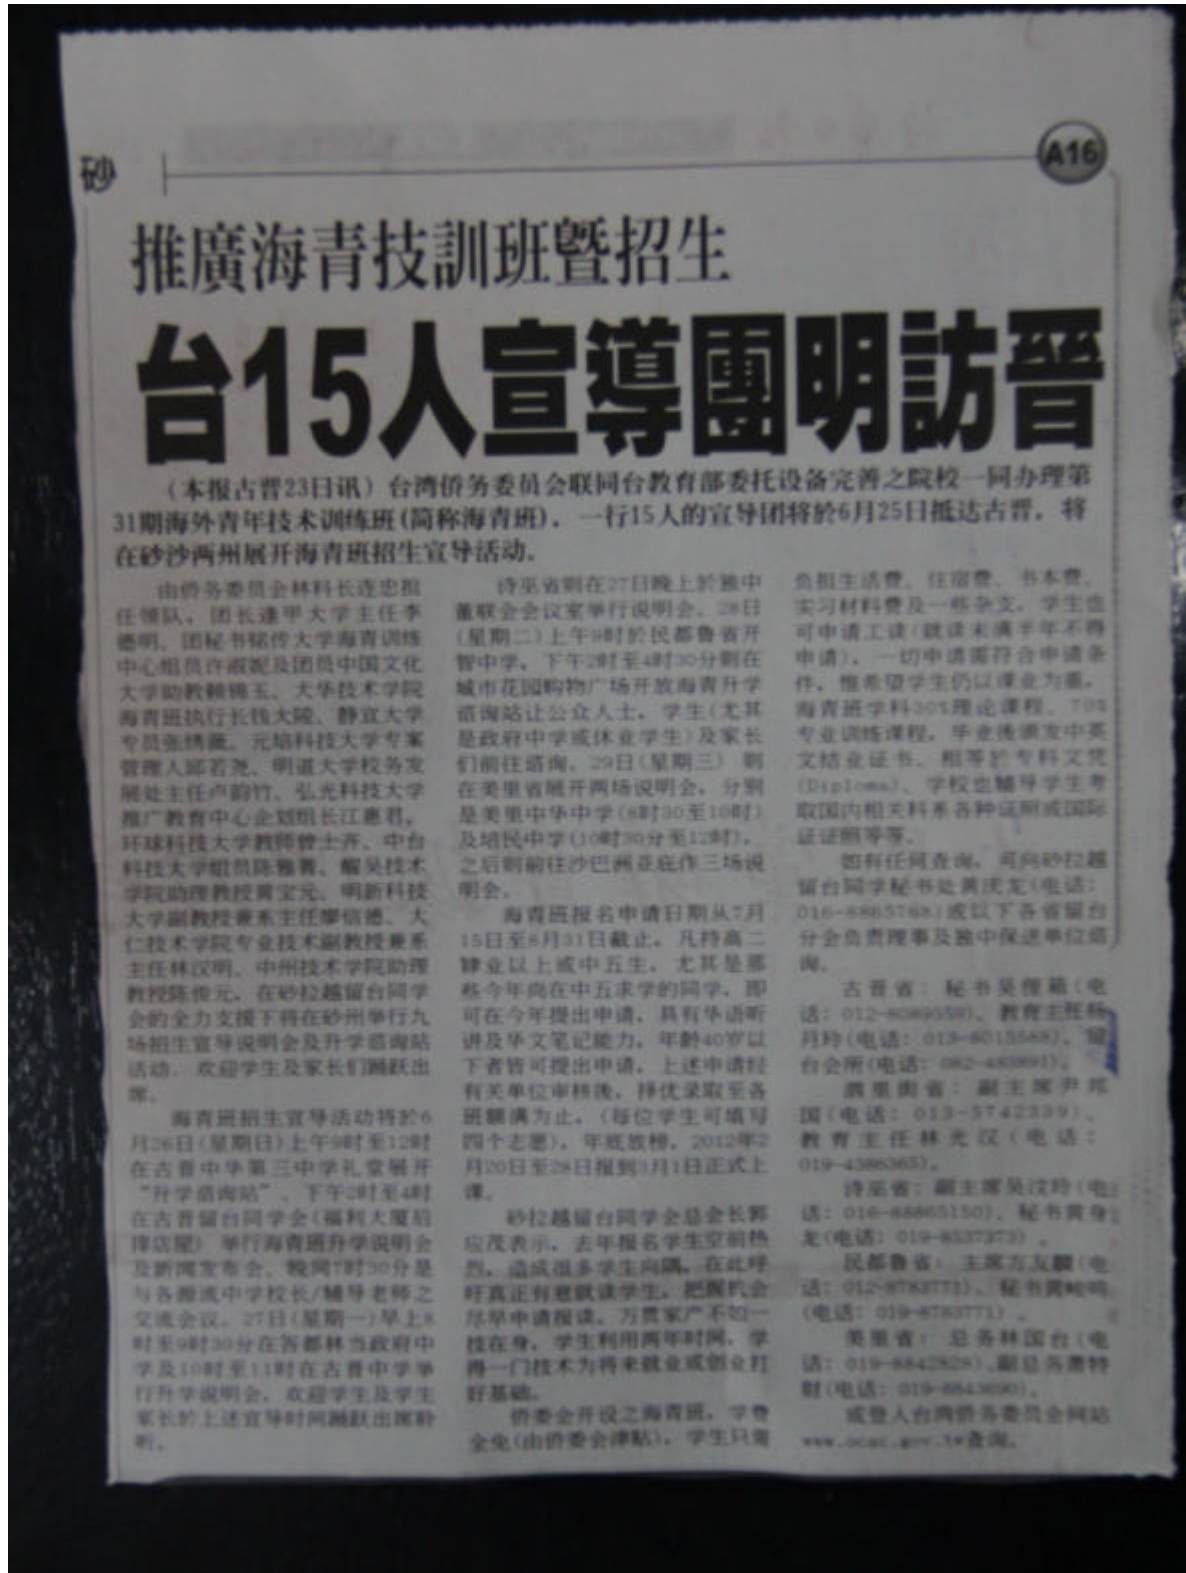 砂
A16
推廣海青技訓班暨招生
台15人宣導團明訪晉
(本报古晋23日讯)台湾侨务委员会联同台教育部委托设备完善之院校一同办理第
31期海外青年技术训练班(简称海青班)，一行15人的宣导团将於6月25日抵达古晋，将
在砂沙两州展开海青班招生宣导活动。
由侨务委员会林科长连忠担
任领队，团长逢甲大学主任李
德明、团秘书铭传大学海青训练
中心组员许淑妮及团员中国文化
大学助教赖锦玉、大华技术学院
海青班执行长钱大陵、静宜大学
专员张绣薇、元培科技大学专案
管理人邱若尧、明道大学校务发
展处主任卢韵竹、弘光科技大学
推广教育中心企划组长江惠君、
环球科技大学教师曾士齐、中台
科技大学组员陈雅菁、醒吴技术
学院助理教授黄宝元、明新科技
大学副教授兼系主任廖信德、大
仁技术学院专业技术副教授兼系
主任林汉明、中州技术学院助理
教授陈俊元，在砂拉越留台同学
会的全力支援下将在砂州举行九
场招生宣导说明会及升学谘询站
活动，欢迎学生及家长们踊跃出
席。
海青班招生宣导活动将於6
月26日(星期日)上午9时至12时
在古晋中华第三中学礼堂展开
“升学谘询站”、下午2时至4时
在古晋留台同学会(福利大厦后
排店屋) 举行海青班升学说明会
及新闻发布会、晚间7时30分是
与各源流中学校长/辅导老师之
交流会议。27日(星期一)早上8
时至9时30分在峇都林当政府中
学及10时至11时在古晋中学举
行升学说明会，欢迎学生及学生
家长於上述宣导时间踊跃出席聆
听。
诗巫省则在27日晚上於独中
董联会会议室举行说明会。28日
(星期二)上午9时於民都鲁省开
智中学，下午2时至4时30分则在
城市花园购物广场开放海青升学
谘询站让公众人士，学生(尤其
是政府中学或休业学生)及家长
们前往谘询。29日(星期三) 则
在美里省展开两场说明会，分别
是美里中华中学(8时30至10时)
及培民中学(10时30分至12时)，
之后则前往沙巴洲亚庇作三场说
明会。
海青班报名申请日期从7月
15日至8月31日截止，凡持高二
肄业以上或中五生，尤其是那
些今年尚在中五求学的同学，即
可在今年提出申请，具有华语听
讲及华文笔记能力，年龄40岁以
下者皆可提出申请，上述申请经
有关单位审核後，择优录取至各
班额满为止，(每位学生可填写
四个志愿)，年底放榜，2012年2
月20日至28日报到3月1日正式上
课。
砂拉越留台同学会总会长郭
应茂表示，去年报名学生空前热
烈，造成很多学生向隅，在此呼
吁真正有意就读学生，把握机会
尽早申请报读，万贯家产不如一
技在身，学生利用两年时间，学
得一门技术为将来就业或创业打
好基础。
侨委会开设之海青班，学费
全免(由侨委会津贴)，学生只需
负担生活费、住宿费、书本费、
实习材料费及一些杂支，学生也
可申请工读(就读未满半年不得
申请)，一切申请需符合申请条
件，惟希望学生仍以课业为重，
海青班学科30%理论课程、70%
专业训练课程，毕业後颁发中英
文结业证书、相等於专科文凭
(Diploma)、学校也辅导学生考
取国内相关科系各种证照或国际
证证照等等。
如有任何查询，可向砂拉越
留台同学秘书处黄庆龙(电话：
016-8865768)或以下各省留台
分会负责理事及独中保送单位谘
询。
古晋省：秘书吴俚蓓(电
话：012-8089559)、教育主任杨
月玲(电话：013-8015588)、留
台会所(电话：082-483891)。
泗里街省：副主席尹邦
国(电话：013-5742339)、
教育主任林光汉(电话：
019-4386365)。
诗巫省：副主席吴汶玲(电
话：016-88865150)、秘书黄身
龙(电话：019-8537373) 。
民都鲁省：主席方友麟(电
话：012-8783771)、秘书黄峻鸣
(电话：019-8783771) 。
美里省：总务林国台(电
话：019-8842828)、副总务萧特
财(电话：019-8843690)。
或登入台湾侨务委员会网站
www.ocac.gov.tw查询。